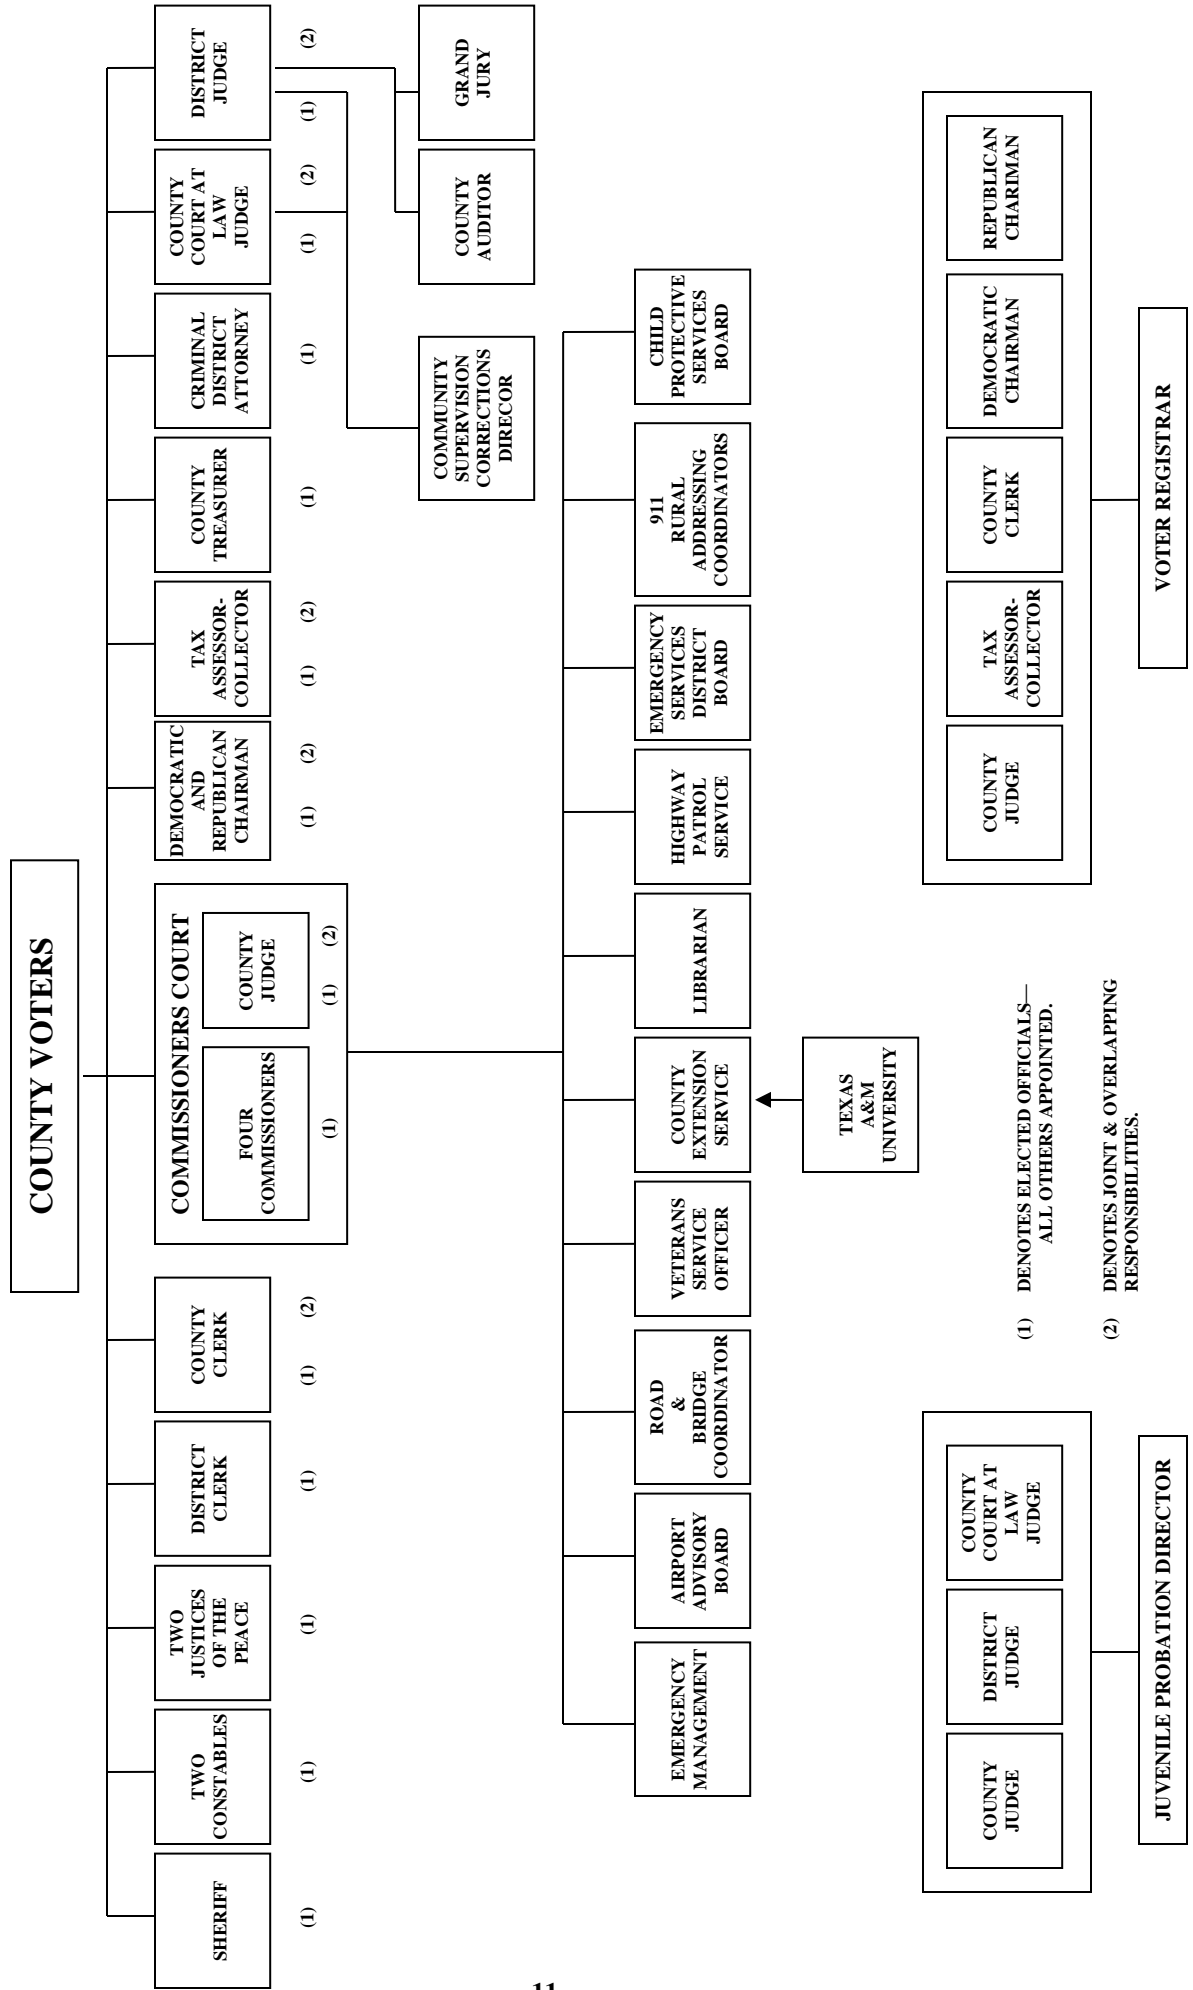 COUNTY VOTERS
SHERIFF
(1)
TWO
CONSTABLES
(1)
TWO
JUSTICES
OF THE
PEACE
(1)
DISTRICT
CLERK
(1)
COUNTY
CLERK
(1)
(2)
COMMISSIONERS COURT
FOUR
COMMISSIONERS
(1)
COUNTY
JUDGE
(1)
(2)
DEMOCRATIC
AND
REPUBLICAN
CHAIRMAN
(1)
(2)
TAX
ASSESSOR-
COLLECTOR
(1)
(2)
COUNTY
TREASURER
(1)
CRIMINAL
DISTRICT
ATTORNEY
(1)
COUNTY
COURT AT
LAW
JUDGE
(1)
(2)
DISTRICT
JUDGE
(1)
(2)
COMMUNITY
SUPERVISION
CORRECTIONS
DIRECOR
COUNTY
AUDITOR
GRAND
JURY
EMERGENCY
MANAGEMENT
AIRPORT
ADVISORY
BOARD
ROAD
&
BRIDGE
COORDINATOR
VETERANS
SERVICE
OFFICER
COUNTY
EXTENSION
SERVICE
LIBRARIAN
HIGHWAY
PATROL
SERVICE
EMERGENCY
SERVICES
DISTRICT
BOARD
911
RURAL
ADDRESSING
COORDINATORS
CHILD
PROTECTIVE
SERVICES
BOARD
TEXAS
A&M
UNIVERSITY
COUNTY
JUDGE
DISTRICT
JUDGE
COUNTY
COURT AT
LAW
JUDGE
JUVENILE PROBATION DIRECTOR
(1) DENOTES ELECTED OFFICIALS—
ALL OTHERS APPOINTED.
(2) DENOTES JOINT & OVERLAPPING
RESPONSIBILITIES.
COUNTY
JUDGE
TAX
ASSESSOR-
COLLECTOR
COUNTY
CLERK
DEMOCRATIC
CHAIRMAN
REPUBLICAN
CHARIMAN
VOTER REGISTRAR
11